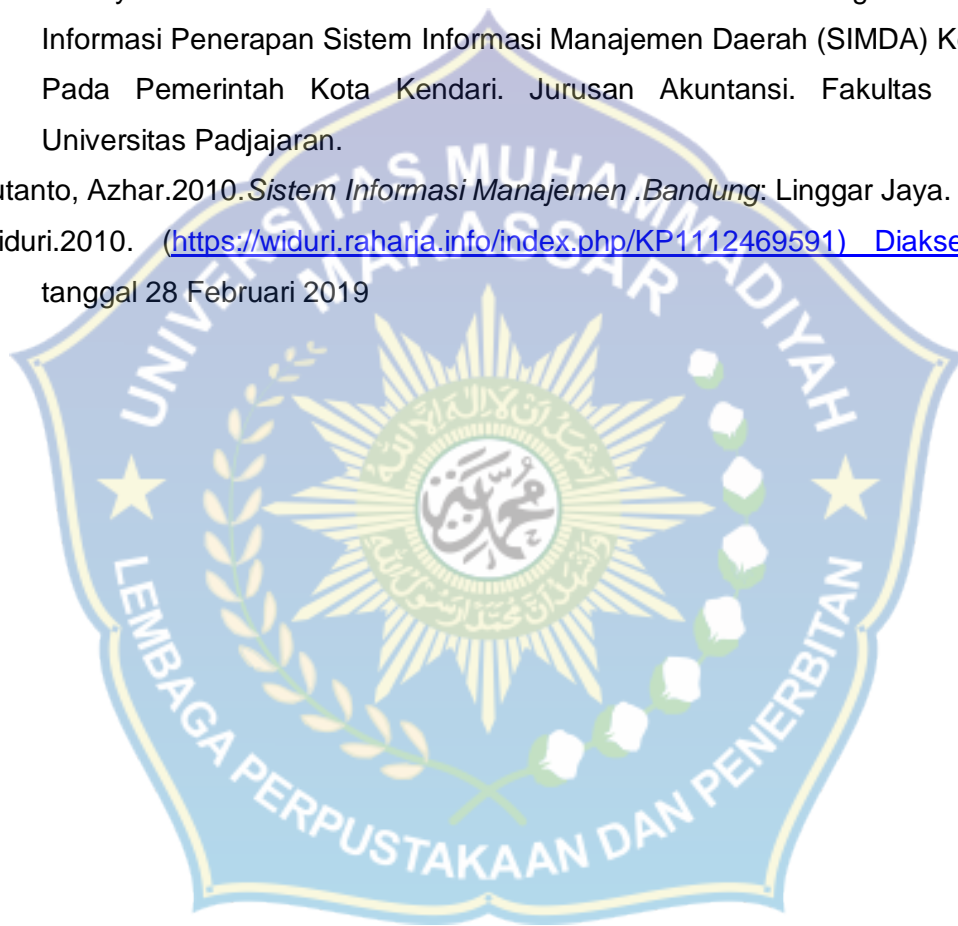 Informasi Penerapan Sistem Informasi Manajemen Daerah (SIMDA)
Pada Pemerintah Kota Kendari. Jurusan Akuntansi. Fakultas
Universitas Padjajaran.
utanto, Azhar.2010.Sistem Informasi Manajemen .Bandung: Linggar Jaya.
iduri.2010. (https://widuri.raharja.info/index.php/KP1112469591) Diakse
tanggal 28 Februari 2019
UNIVERSITAS MUHAMMADIYAH
MAKASSAR
محمد
LEMBAGA PERPUSTAKAAN DAN PENERBITAN